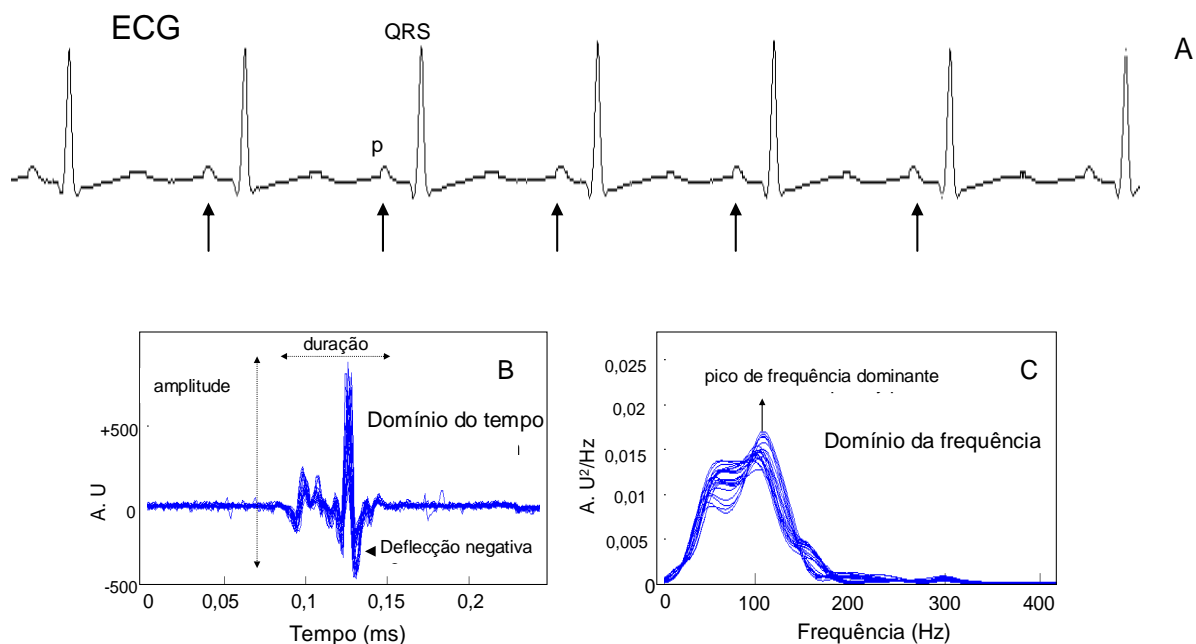 ECG
QRS
A
p
duração
B
amplitude
Domínio do tempo
+500
A. U
0
Deflecção negativa
-500
0
0,05
0,1
0,15
0,2
Tempo (ms)
0,025
C
pico de frequência dominante
0,02
Domínio da frequência
0,015
A. U²/Hz
0,01
0,005
0
0
100
200
300
400
Frequência (Hz)